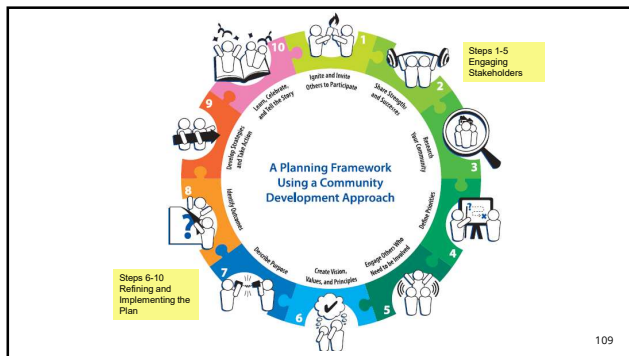 1
Ignite and Invite
Others to Participate
2
Share Strengths
and Successes
3
Research
Your Community
4
Define Priorities
5
Engage Others Who
Need to be Involved
6
Create Vision,
Values, and Principles
7
Describe Purpose
8
Identify Outcomes
9
Develop Strategies
and Take Action
10
Learn, Celebrate,
and Tell the Story
A Planning Framework
Using a Community
Development Approach
Steps 1-5
Engaging
Stakeholders
Steps 6-10
Refining and
Implementing the
Plan
?
?
x
109